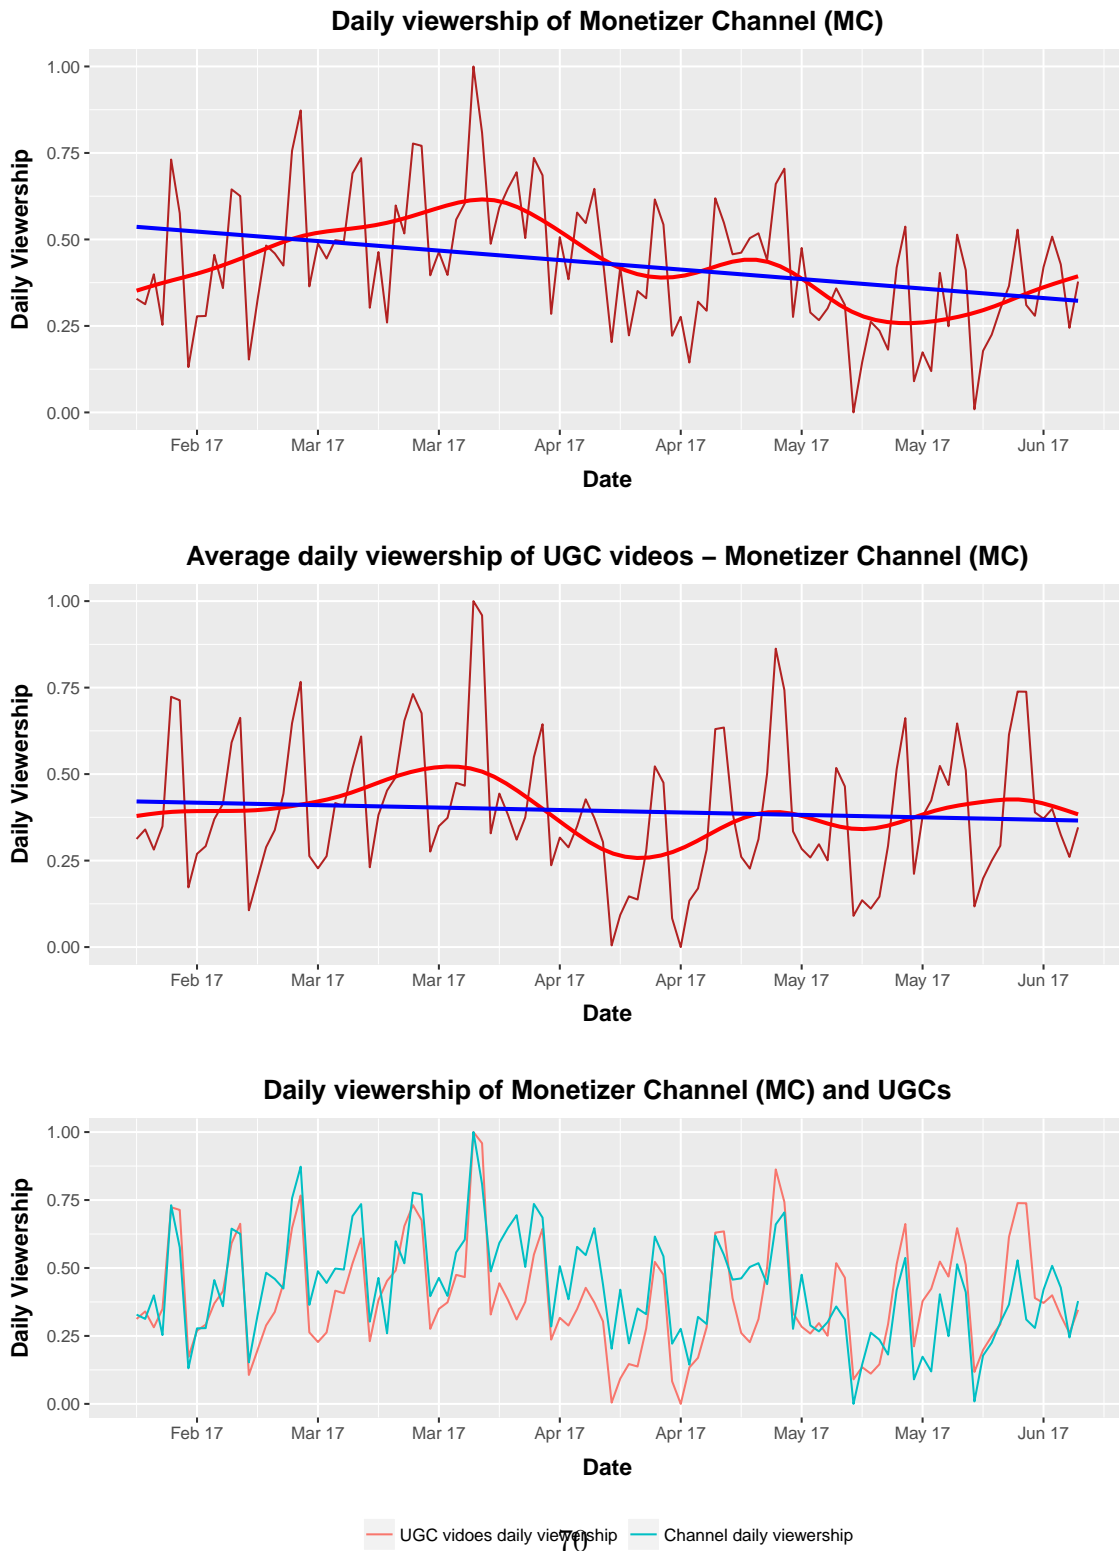 Daily viewership of Monetizer Channel (MC)
1.00
0.75
0.50
0.25
0.00
Daily Viewership
Feb 17 Mar 17 Mar 17 Apr 17 Apr 17 May 17 May 17 Jun 17
Date
Average daily viewership of UGC videos – Monetizer Channel (MC)
1.00
0.75
0.50
0.25
0.00
Daily Viewership
Feb 17 Mar 17 Mar 17 Apr 17 Apr 17 May 17 May 17 Jun 17
Date
Daily viewership of Monetizer Channel (MC) and UGCs
1.00
0.75
0.50
0.25
0.00
Daily Viewership
Feb 17 Mar 17 Mar 17 Apr 17 Apr 17 May 17 May 17 Jun 17
Date
UGC vidoes daily viewership Channel daily viewership
70